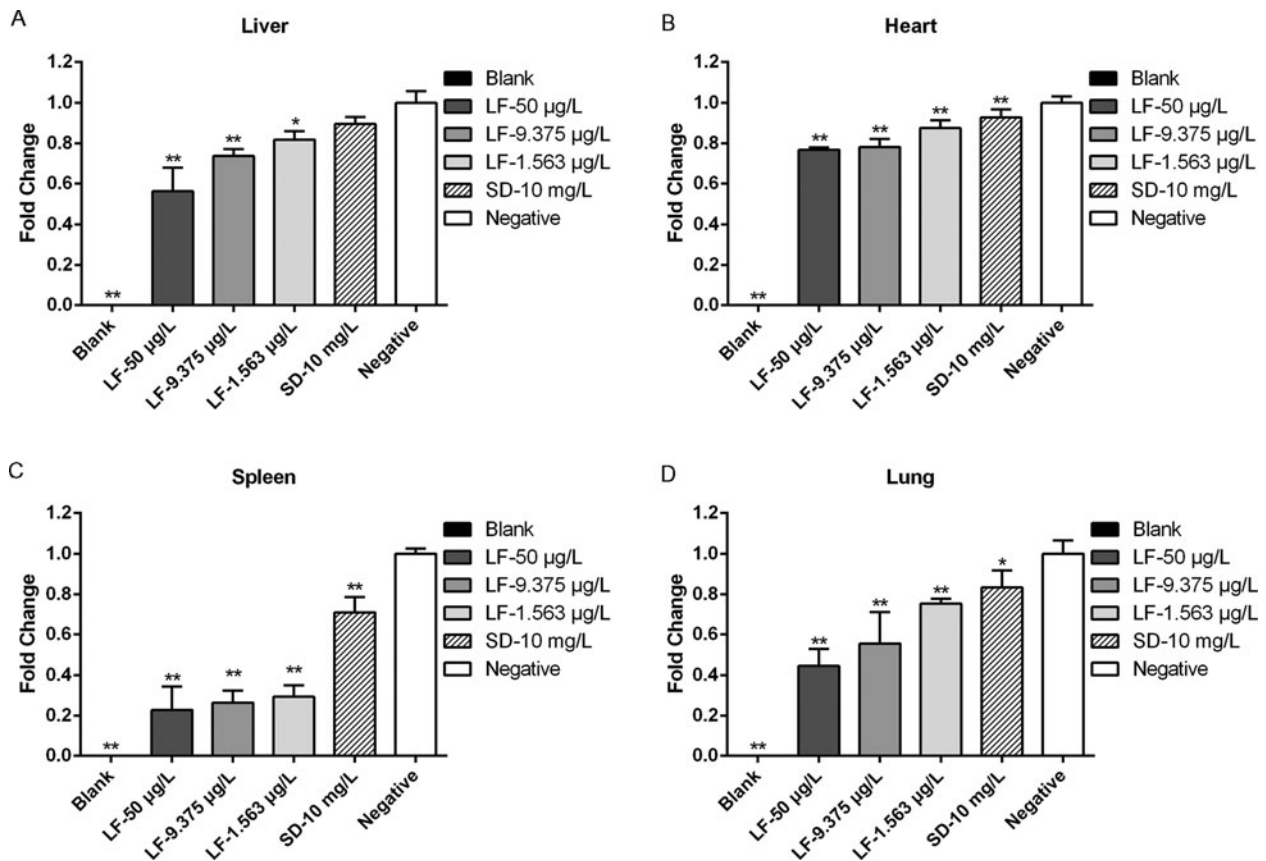 A
Liver
Fold Change
1.2
1.0
0.8
0.6
0.4
0.2
0.0
**
**
**
*
Blank
LF-50 µg/L
LF-9.375 µg/L
LF-1.563 µg/L
SD-10 mg/L
Negative
Blank
LF-50 µg/L
LF-9.375 µg/L
LF-1.563 µg/L
SD-10 mg/L
Negative
B
Heart
Fold Change
1.2
1.0
0.8
0.6
0.4
0.2
0.0
**
**
**
**
**
Blank
LF-50 µg/L
LF-9.375 µg/L
LF-1.563 µg/L
SD-10 mg/L
Negative
Blank
LF-50 µg/L
LF-9.375 µg/L
LF-1.563 µg/L
SD-10 mg/L
Negative
C
Spleen
Fold Change
1.2
1.0
0.8
0.6
0.4
0.2
0.0
**
**
**
**
**
Blank
LF-50 µg/L
LF-9.375 µg/L
LF-1.563 µg/L
SD-10 mg/L
Negative
Blank
LF-50 µg/L
LF-9.375 µg/L
LF-1.563 µg/L
SD-10 mg/L
Negative
D
Lung
Fold Change
1.2
1.0
0.8
0.6
0.4
0.2
0.0
**
**
**
**
*
Blank
LF-50 µg/L
LF-9.375 µg/L
LF-1.563 µg/L
SD-10 mg/L
Negative
Blank
LF-50 µg/L
LF-9.375 µg/L
LF-1.563 µg/L
SD-10 mg/L
Negative